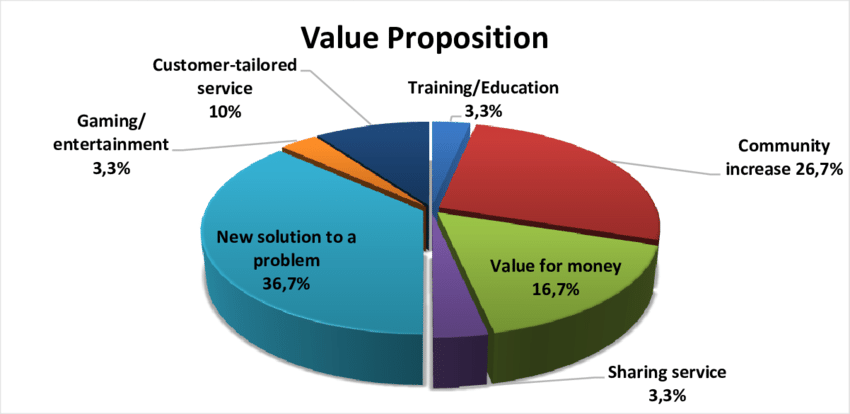 Value Proposition
Customer-tailored
service
10%
Training/Education
3,3%
Gaming/
entertainment
3,3%
Community
increase 26,7%
New solution to a
problem
36,7%
Value for money
16,7%
Sharing service
3,3%